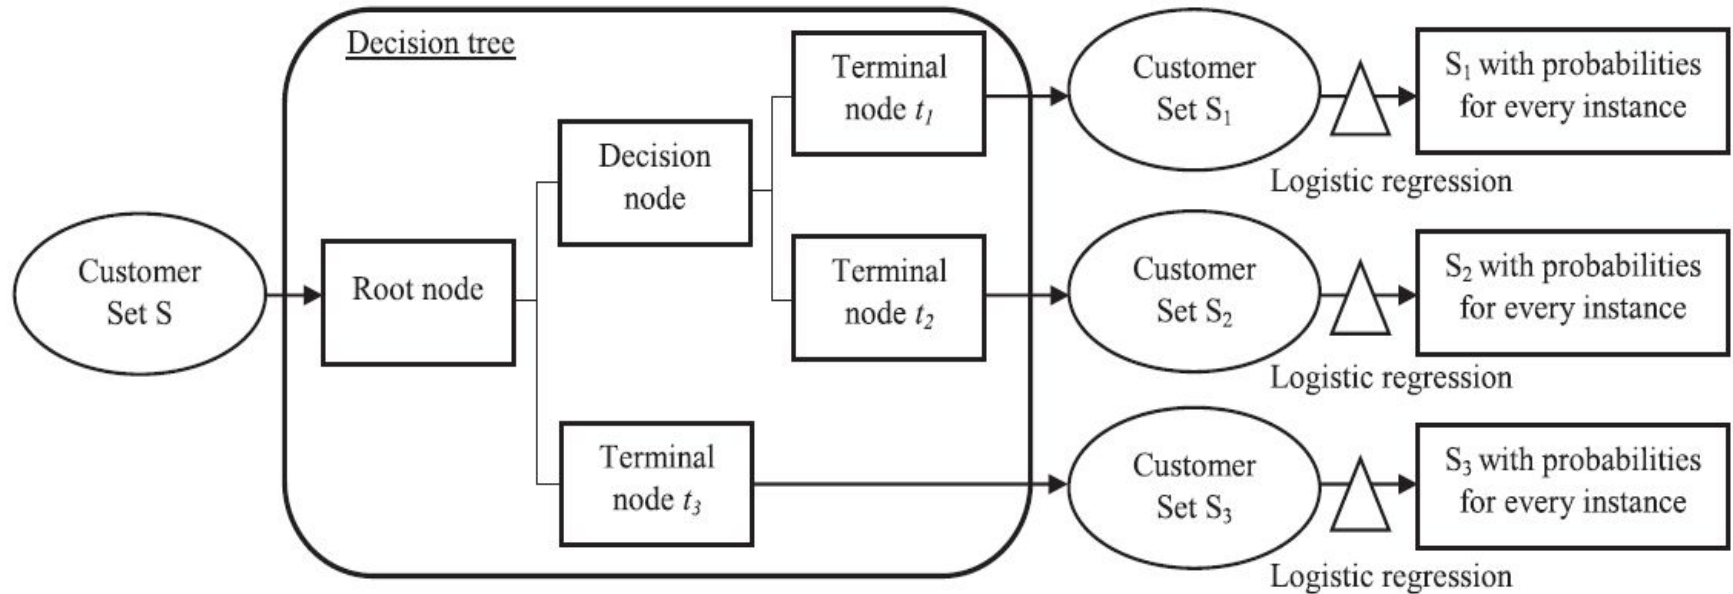 Decision tree
Customer
Set S
Root node
Decision
node
Terminal
node t₁
Terminal
node t₂
Terminal
node t₃
Customer
Set S₁
Logistic regression
S₁ with probabilities
for every instance
Customer
Set S₂
Logistic regression
S₂ with probabilities
for every instance
Customer
Set S₃
Logistic regression
S₃ with probabilities
for every instance